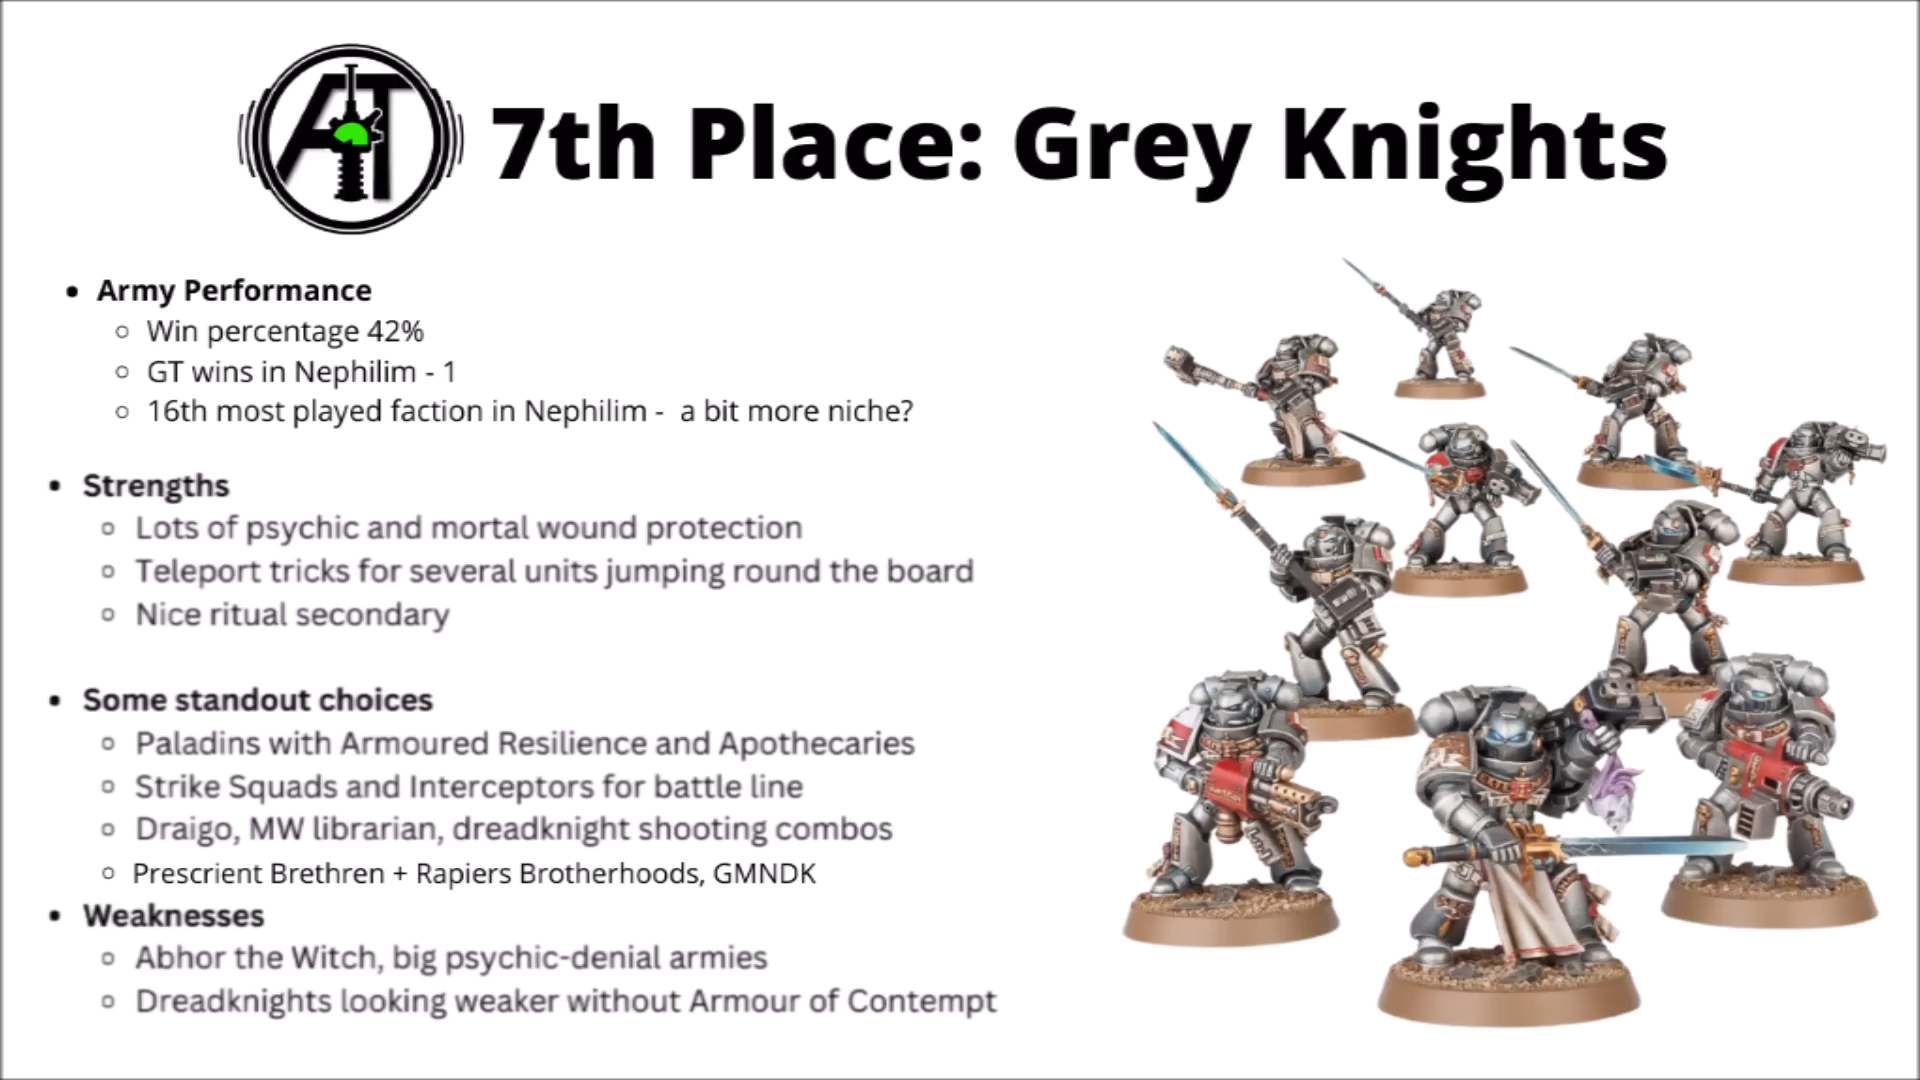 AT
7th Place: Grey Knights
• Army Performance
○ Win percentage 42%
○ GT wins in Nephilim - 1
○ 16th most played faction in Nephilim - a bit more niche?
• Strengths
○ Lots of psychic and mortal wound protection
○ Teleport tricks for several units jumping round the board
○ Nice ritual secondary
• Some standout choices
○ Paladins with Armoured Resilience and Apothecaries
○ Strike Squads and Interceptors for battle line
○ Draigo, MW librarian, dreadknight shooting combos
○ Prescrient Brethren + Rapiers Brotherhoods, GMNDK
• Weaknesses
○ Abhor the Witch, big psychic-denial armies
○ Dreadknights looking weaker without Armour of Contempt